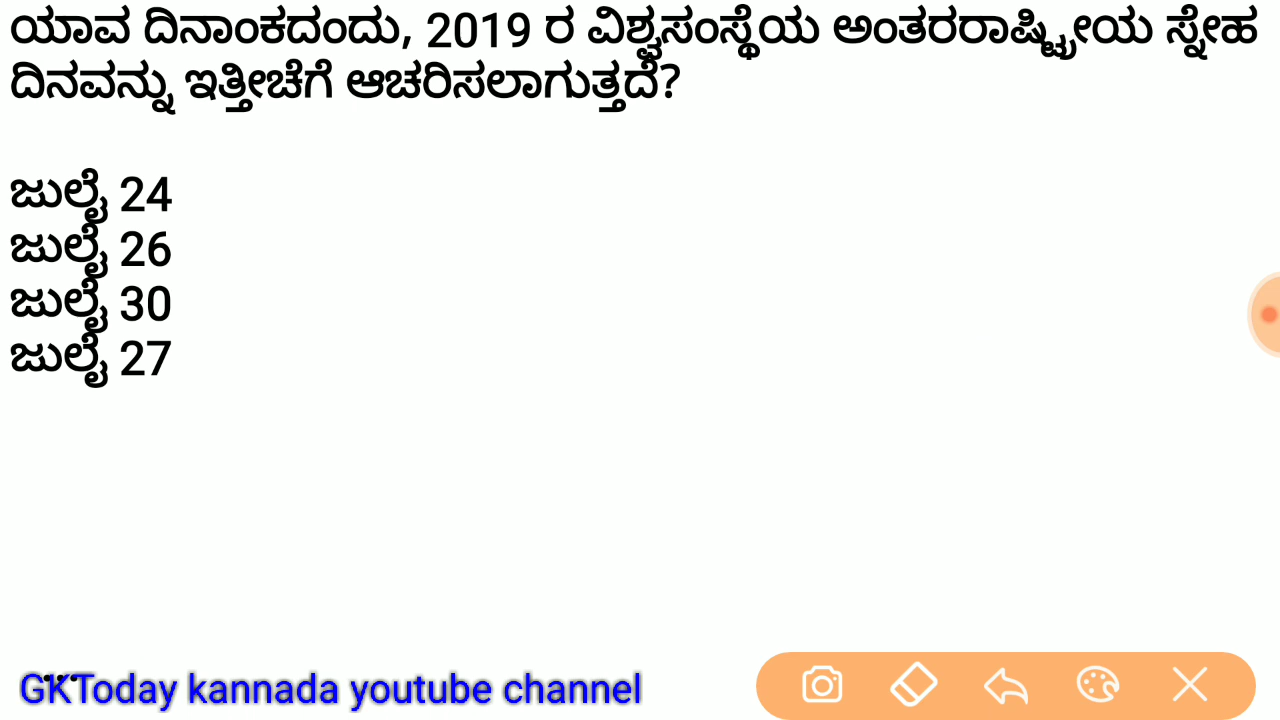 ಯಾವ ದಿನಾಂಕದಂದು, 2019 ರ ವಿಶ್ವಸಂಸ್ಥೆಯ ಅಂತರರಾಷ್ಟ್ರೀಯ ಸ್ನೇಹ
ದಿನವನ್ನು ಇತ್ತೀಚೆಗೆ ಆಚರಿಸಲಾಗುತ್ತದೆ?
ಜುಲೈ 24
ಜುಲೈ 26
ಜುಲೈ 30
ಜುಲೈ 27
GKToday kannada youtube channel